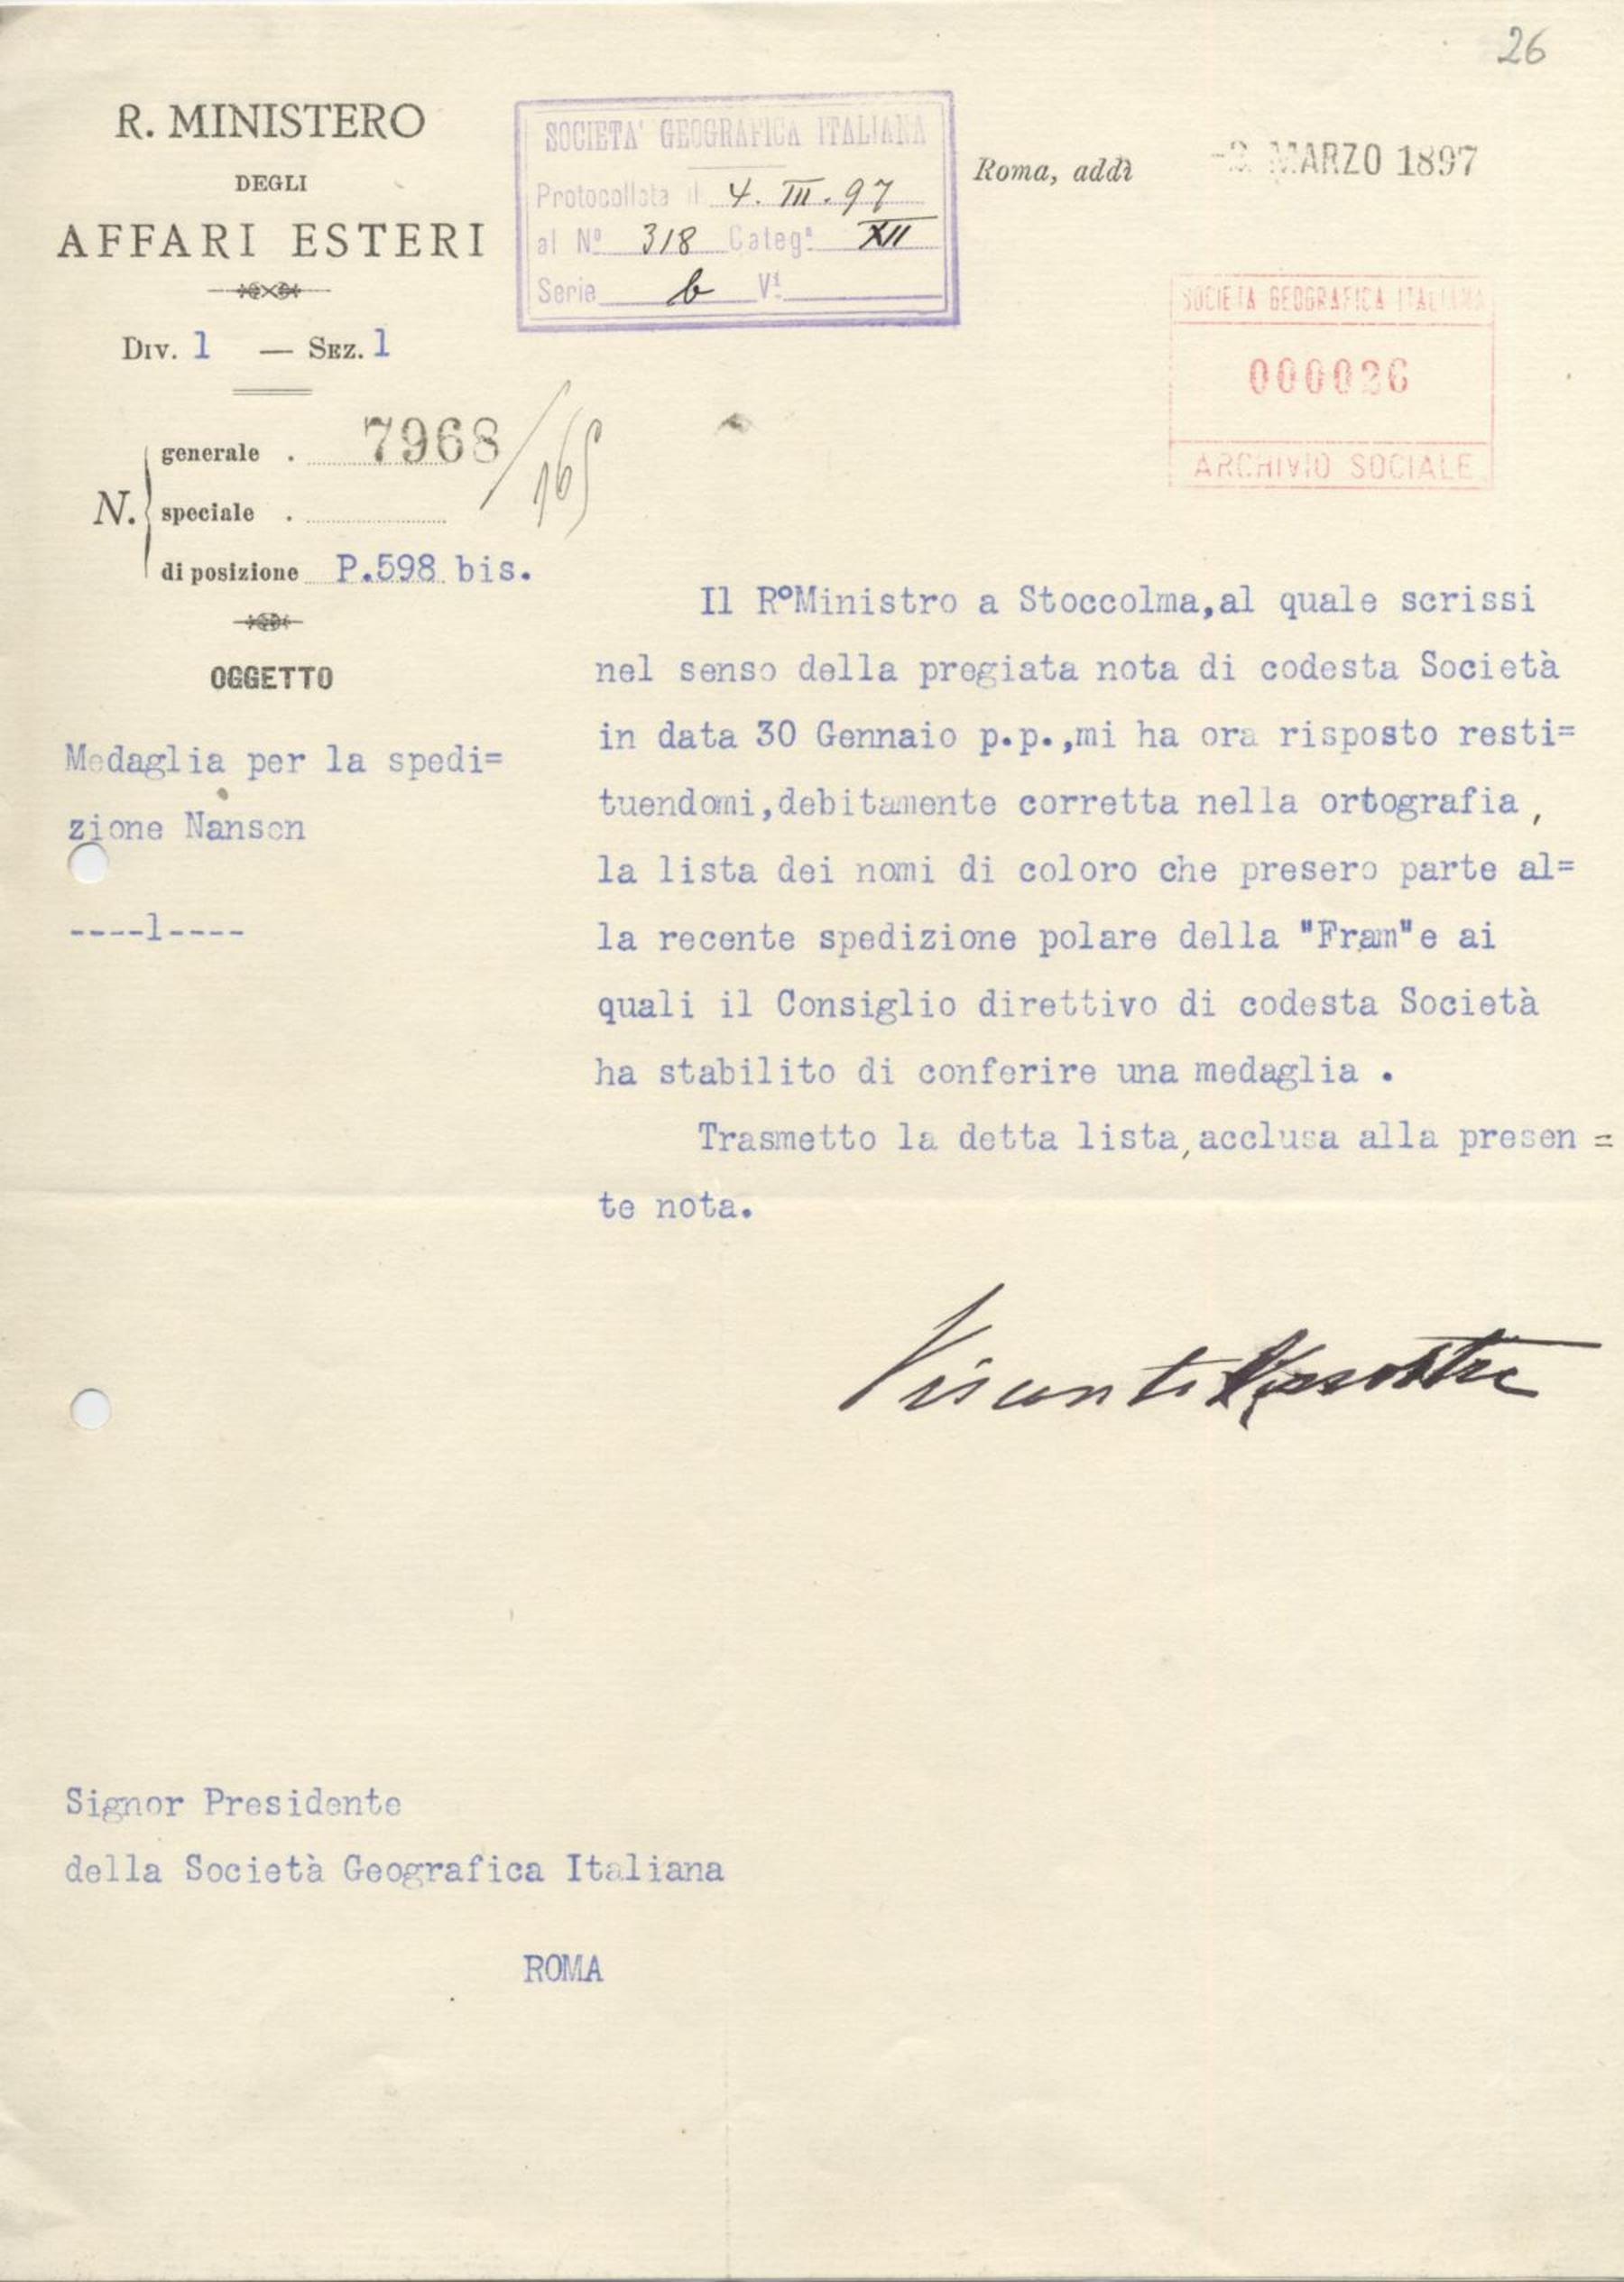 26
R. MINISTERO
DEGLI
AFFARI ESTERI
Div. 1 — Sez. 1
N. generale . 7968/165
speciale .
di posizione P.598 bis.
OGGETTO
Medaglia per la spedi=
zione Nansen
----1----
SOCIETA' GEOGRAFICA ITALIANA
Protocollata il 4. III. 97
al Nº 318 Categª XII
Serie b Vª
Roma, addì MARZO 1897
SOCIETA GEOGRAFICA ITALIANA
000026
ARCHIVIO SOCIALE
Il R°Ministro a Stoccolma,al quale scrissi
nel senso della pregiata nota di codesta Società
in data 30 Gennaio p.p.,mi ha ora risposto resti=
tuendomi,debitamente corretta nella ortografia ,
la lista dei nomi di coloro che presero parte al=
la recente spedizione polare della "Fram"e ai
quali il Consiglio direttivo di codesta Società
ha stabilito di conferire una medaglia .
Trasmetto la detta lista,acclusa alla presen =
te nota.
Visconti Venosta
Signor Presidente
della Società Geografica Italiana
ROMA